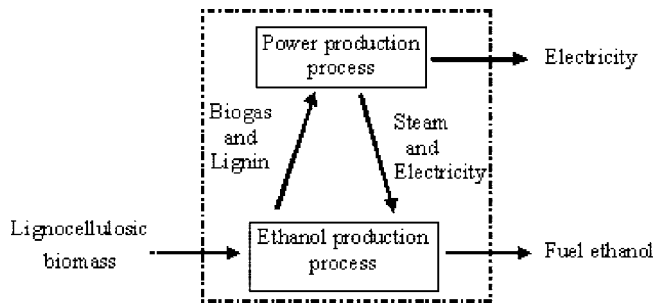 Power production
process
Electricity
Biogas
and
Lignin
Steam
and
Electricity
Lignocellulosic
biomass
Ethanol production
process
Fuel ethanol